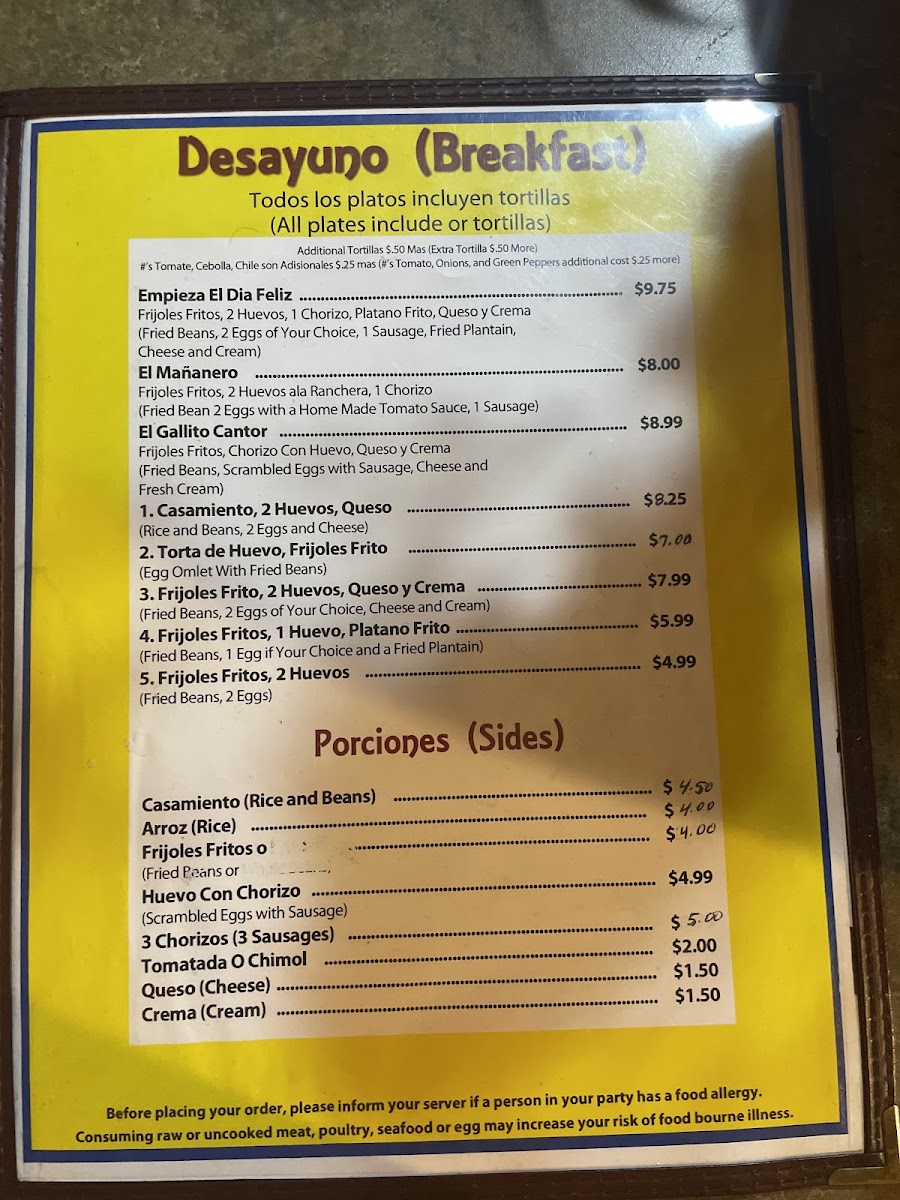 Desayuno (Breakfast)
Todos los platos incluyen tortillas
(All plates include or tortillas)
Additional Tortillas $.50 Mas (Extra Tortilla $.50 More)
#'s Tomate, Cebolla, Chile son Adisionales $.25 mas (#'s Tomato, Onions, and Green Peppers additional cost $.25 more)
Empieza El Dia Feliz $9.75
Frijoles Fritos, 2 Huevos, 1 Chorizo, Platano Frito, Queso y Crema
(Fried Beans, 2 Eggs of Your Choice, 1 Sausage, Fried Plantain,
Cheese and Cream)
El Mañanero $8.00
Frijoles Fritos, 2 Huevos ala Ranchera, 1 Chorizo
(Fried Bean 2 Eggs with a Home Made Tomato Sauce, 1 Sausage)
El Gallito Cantor $8.99
Frijoles Fritos, Chorizo Con Huevo, Queso y Crema
(Fried Beans, Scrambled Eggs with Sausage, Cheese and
Fresh Cream)
1. Casamiento, 2 Huevos, Queso $8.25
(Rice and Beans, 2 Eggs and Cheese)
2. Torta de Huevo, Frijoles Frito $7.00
(Egg Omlet With Fried Beans)
3. Frijoles Frito, 2 Huevos, Queso y Crema $7.99
(Fried Beans, 2 Eggs of Your Choice, Cheese and Cream)
4. Frijoles Fritos, 1 Huevo, Platano Frito $5.99
(Fried Beans, 1 Egg if Your Choice and a Fried Plantain)
5. Frijoles Fritos, 2 Huevos $4.99
(Fried Beans, 2 Eggs)
Porciones (Sides)
Casamiento (Rice and Beans) $4.50
Arroz (Rice) $4.00
Frijoles Fritos o $4.00
(Fried Beans or
Huevo Con Chorizo $4.99
(Scrambled Eggs with Sausage)
3 Chorizos (3 Sausages) $5.00
Tomatada O Chimol $2.00
Queso (Cheese) $1.50
Crema (Cream) $1.50
Before placing your order, please inform your server if a person in your party has a food allergy.
Consuming raw or uncooked meat, poultry, seafood or egg may increase your risk of food bourne illness.